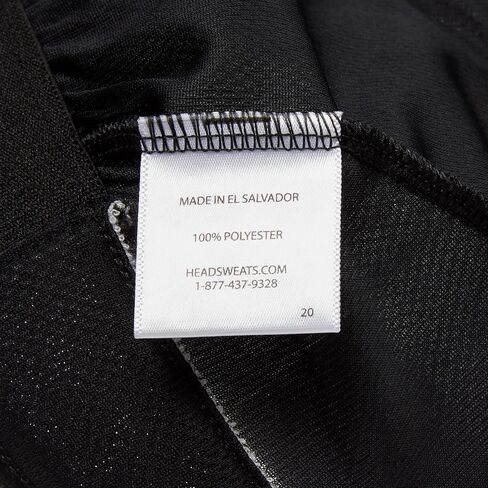 MADE IN EL SALVADOR
100% POLYESTER
HEADSWEATS.COM
1-877-437-9328
20